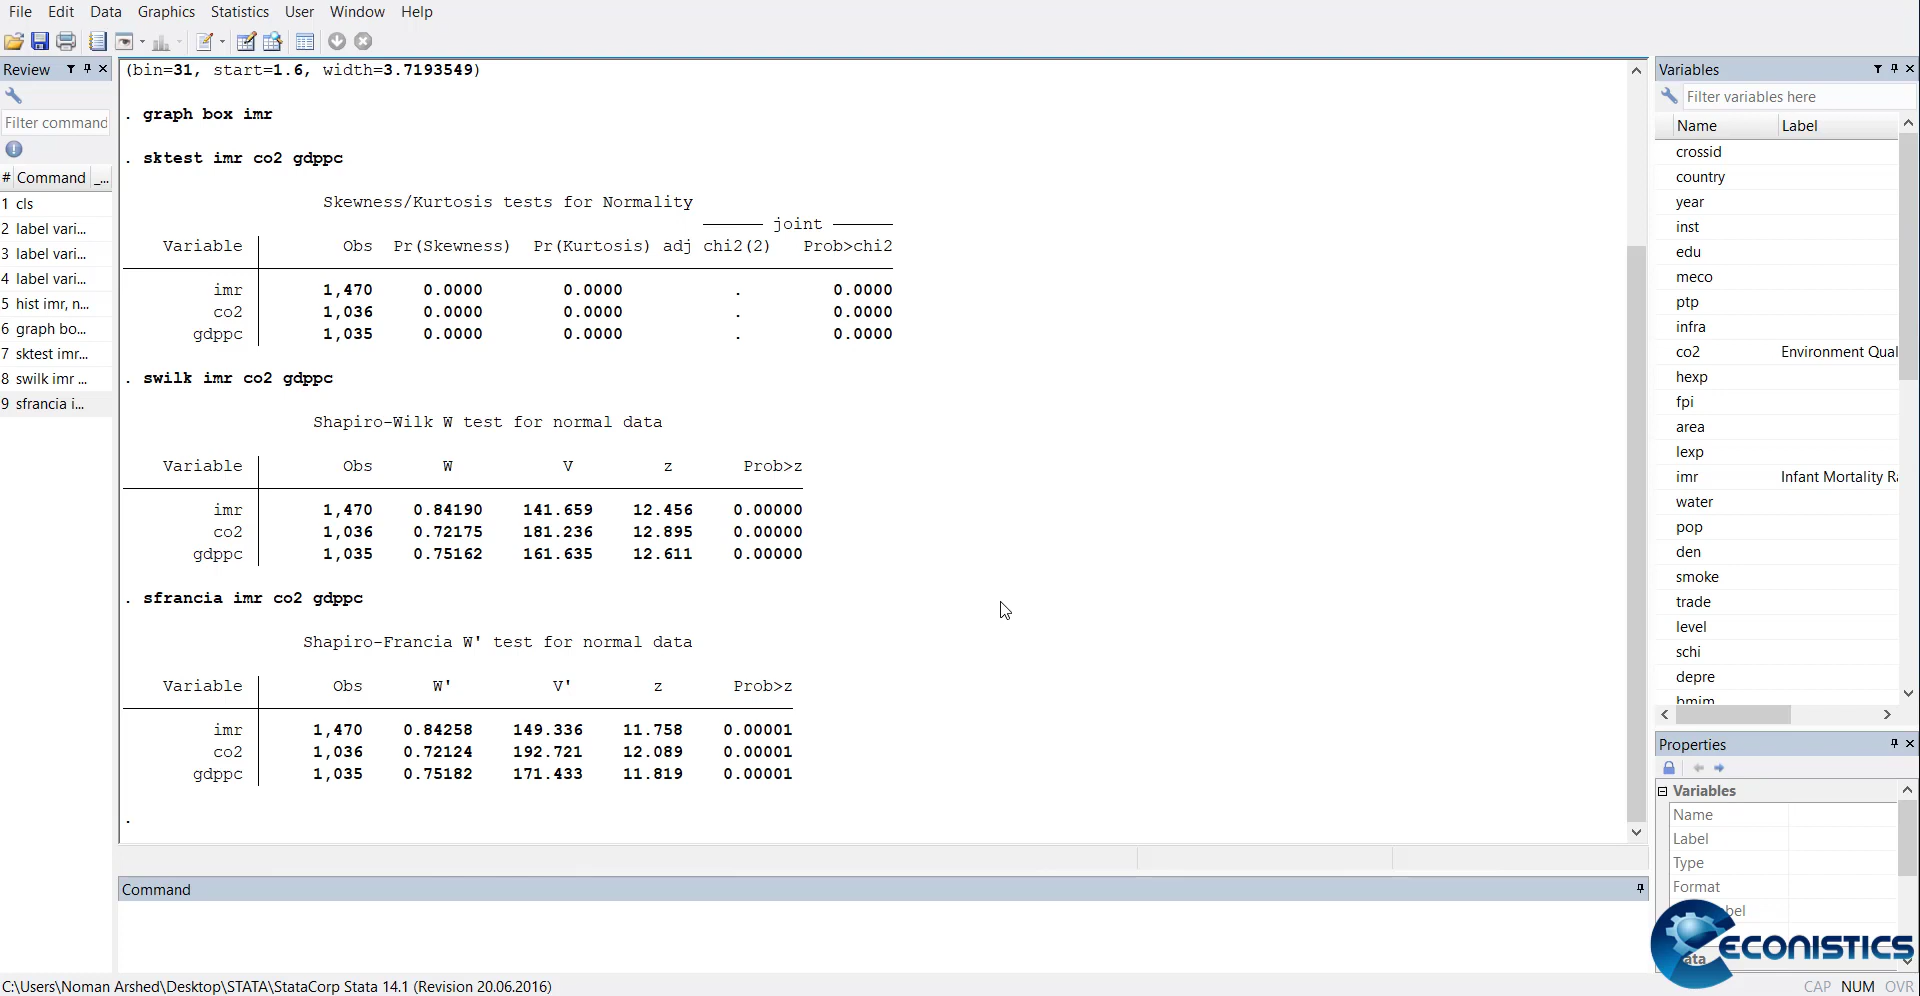 File Edit Data Graphics Statistics User Window Help
Review
Filter command
# Command _...
1 cls
2 label vari...
3 label vari...
4 label vari...
5 hist imr, n...
6 graph bo...
7 sktest imr...
8 swilk imr ...
9 sfrancia i...
(bin=31, start=1.6, width=3.7193549)
. graph box imr
. sktest imr co2 gdppc
Skewness/Kurtosis tests for Normality
joint
Variable Obs Pr(Skewness) Pr(Kurtosis) adj chi2(2) Prob>chi2
imr 1,470 0.0000 0.0000 . 0.0000
co2 1,036 0.0000 0.0000 . 0.0000
gdppc 1,035 0.0000 0.0000 . 0.0000
. swilk imr co2 gdppc
Shapiro-Wilk W test for normal data
Variable Obs W V z Prob>z
imr 1,470 0.84190 141.659 12.456 0.00000
co2 1,036 0.72175 181.236 12.895 0.00000
gdppc 1,035 0.75162 161.635 12.611 0.00000
. sfrancia imr co2 gdppc
Shapiro-Francia W' test for normal data
Variable Obs W' V' z Prob>z
imr 1,470 0.84258 149.336 11.758 0.00001
co2 1,036 0.72124 192.721 12.089 0.00001
gdppc 1,035 0.75182 171.433 11.819 0.00001
.
Command
Variables
Filter variables here
Name Label
crossid
country
year
inst
edu
meco
ptp
infra
co2 Environment Qual
hexp
fpi
area
lexp
imr Infant Mortality Ra
water
pop
den
smoke
trade
level
schi
depre
bmim
Properties
Variables
Name
Label
Type
Format
bel
ata
ECONISTICS
C:\Users\Noman Arshed\Desktop\STATA\StataCorp Stata 14.1 (Revision 20.06.2016)
CAP NUM OVR